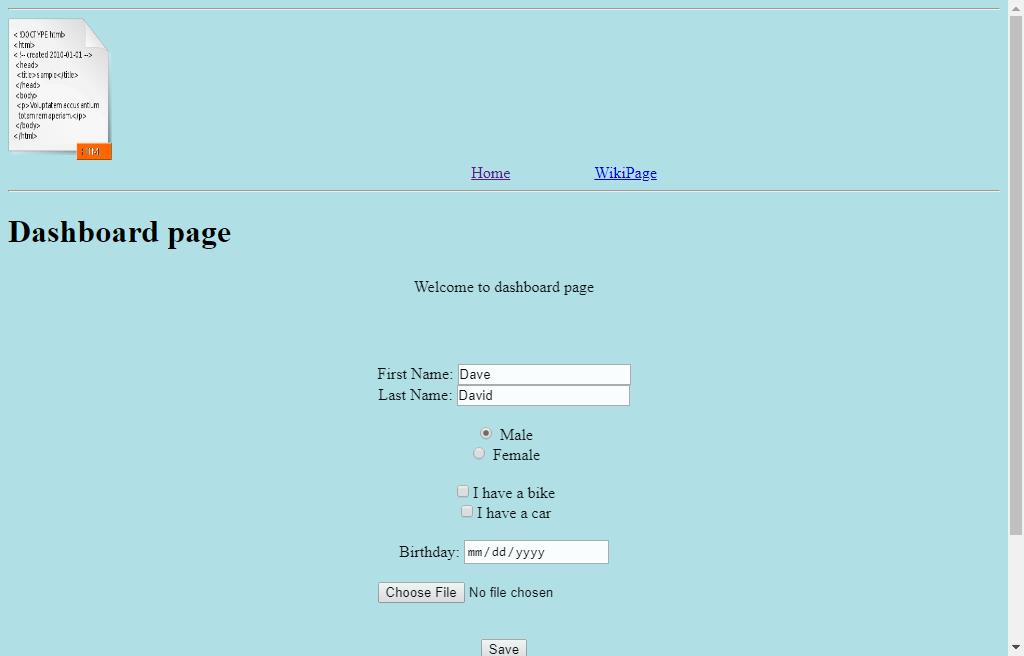 < !DOCTYPE html>
<html>
< !-- created 2010-01-01 -->
<head>
<title>sample</title>
</head>
<body>
<p>Voluptatem accusantium
totam rem aperiam.</p>
</body>
</html>
Home WikiPage
Dashboard page
Welcome to dashboard page
First Name: Dave
Last Name: David
Male
Female
I have a bike
I have a car
Birthday: mm/dd/yyyy
Choose File No file chosen
Save